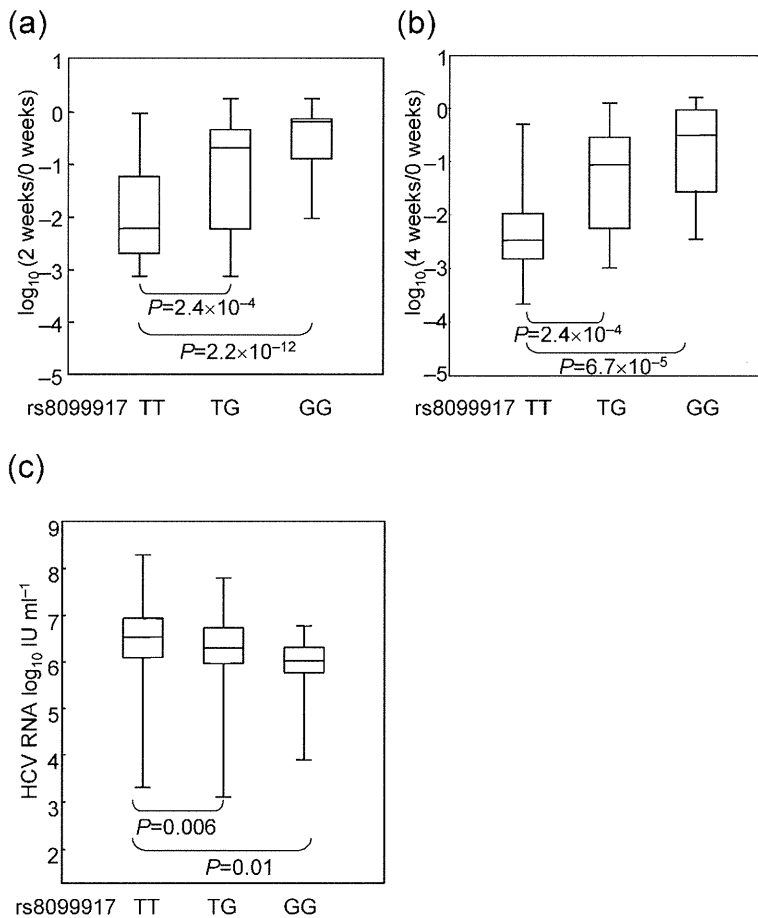 (a)
log10(2 weeks/0 weeks)
1
0
–1
–2
–3
–4
–5
P=2.4×10–4
P=2.2×10–12
rs8099917 TT TG GG
(b)
log10(4 weeks/0 weeks)
1
0
–1
–2
–3
–4
–5
P=2.4×10–4
P=6.7×10–5
rs8099917 TT TG GG
(c)
HCV RNA log10 IU ml–1
9
8
7
6
5
4
3
2
P=0.006
P=0.01
rs8099917 TT TG GG